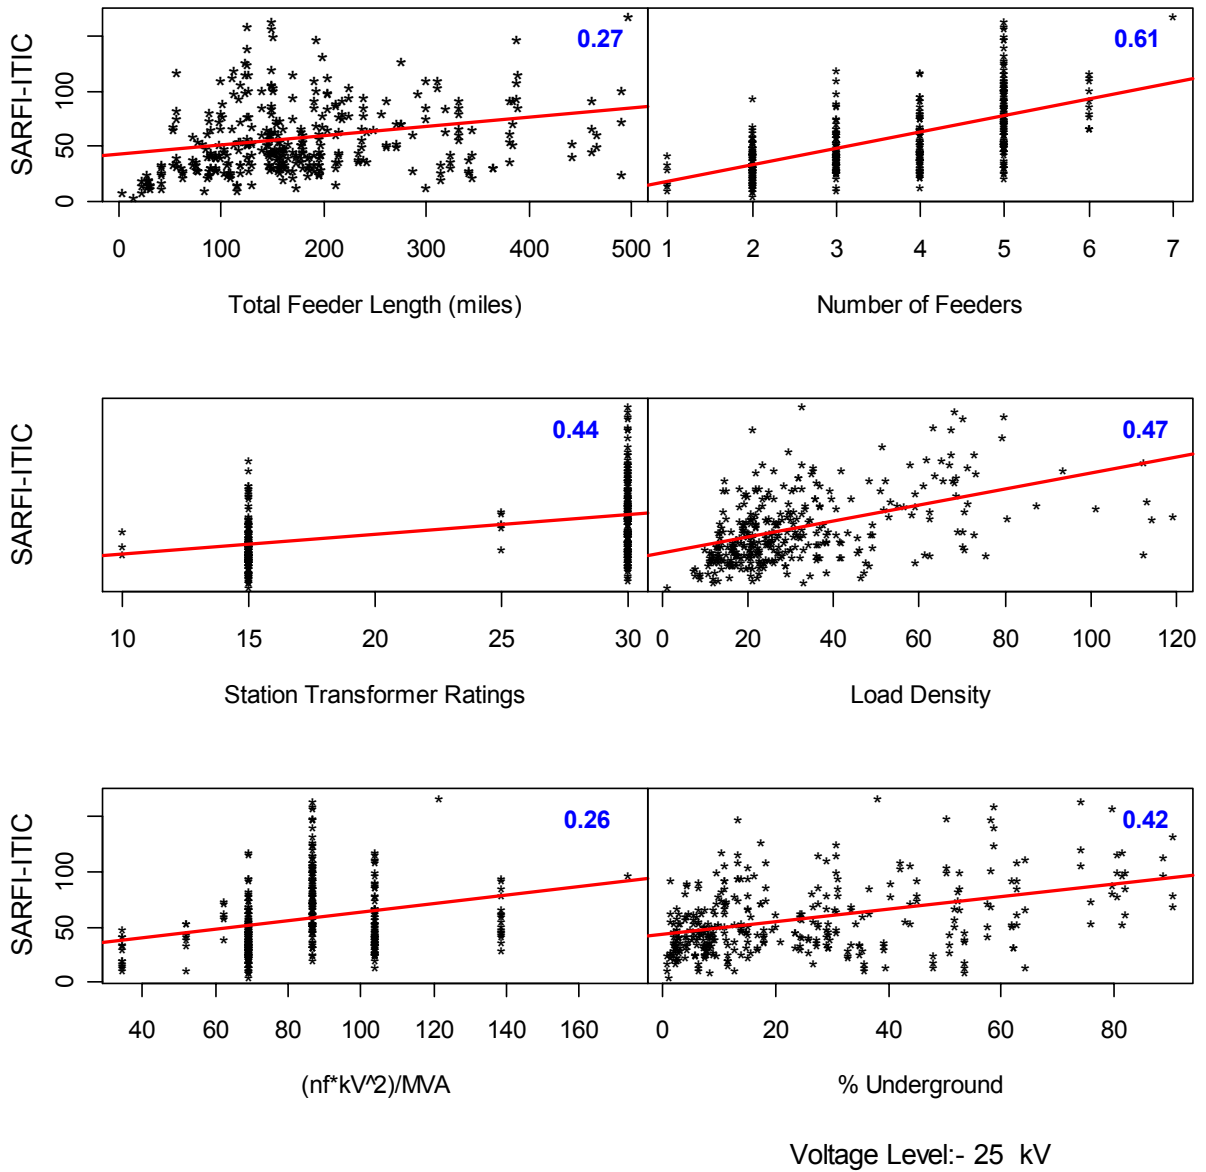 SARFI-ITIC
0 50 100
0.27
0 100 200 300 400 500
Total Feeder Length (miles)
0.61
1 2 3 4 5 6 7
Number of Feeders
SARFI-ITIC
0.44
10 15 20 25 30
Station Transformer Ratings
0.47
0 20 40 60 80 100 120
Load Density
SARFI-ITIC
0 50 100
0.26
40 60 80 100 120 140 160
(nf*kV^2)/MVA
0.42
0 20 40 60 80
% Underground
Voltage Level:- 25 kV